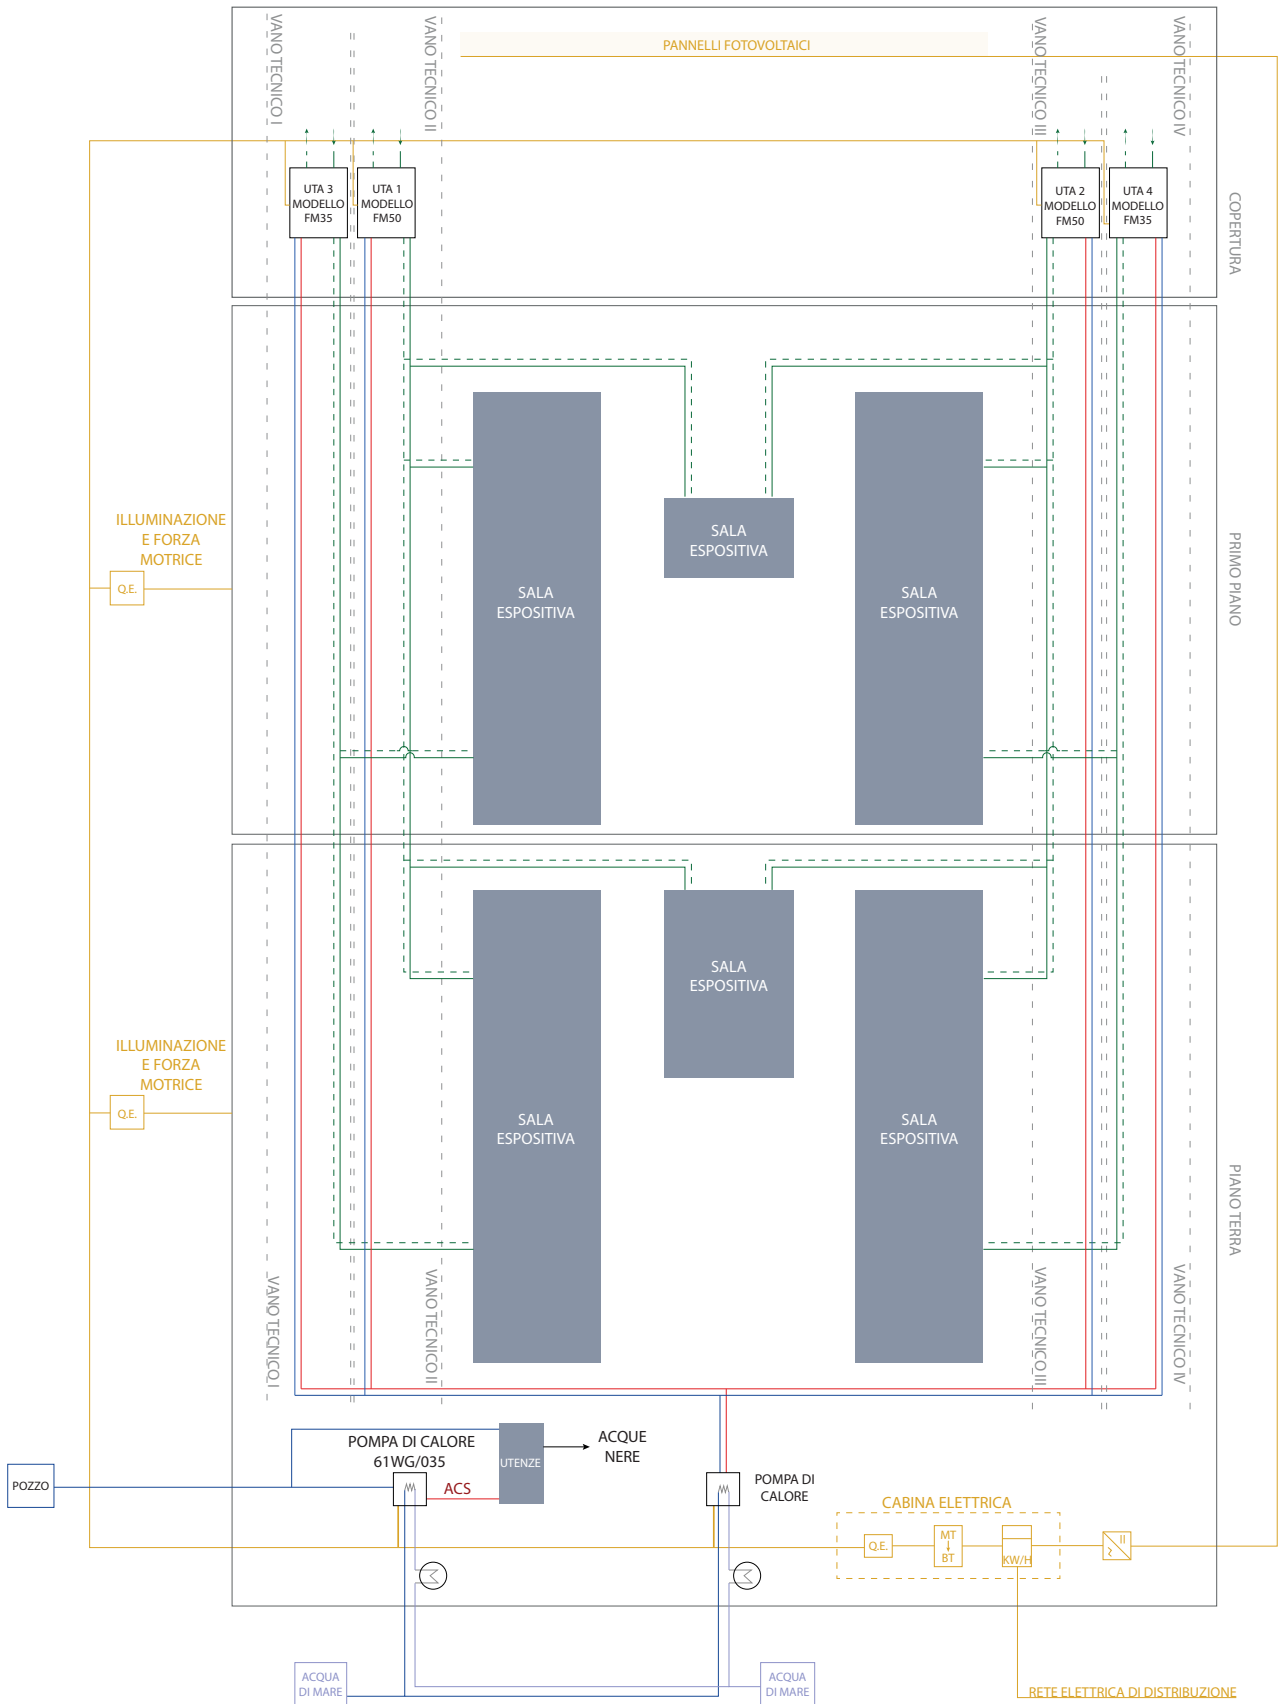 VANO TECNICO I
VANO TECNICO II
PANNELLI FOTOVOLTAICI
VANO TECNICO III
VANO TECNICO IV
UTA 3
MODELLO
FM35
UTA 1
MODELLO
FM50
UTA 2
MODELLO
FM50
UTA 4
MODELLO
FM35
COPERTURA
ILLUMINAZIONE
E FORZA
MOTRICE
Q.E.
SALA
ESPOSITIVA
SALA
ESPOSITIVA
SALA
ESPOSITIVA
PRIMO PIANO
ILLUMINAZIONE
E FORZA
MOTRICE
Q.E.
SALA
ESPOSITIVA
SALA
ESPOSITIVA
SALA
ESPOSITIVA
PIANO TERRA
VANO TECNICO I
VANO TECNICO II
VANO TECNICO III
VANO TECNICO IV
POZZO
POMPA DI CALORE
61WG/035
ACS
UTENZE
ACQUE
NERE
POMPA DI
CALORE
CABINA ELETTRICA
Q.E.
MT
BT
KW/H
II
ACQUA
DI MARE
ACQUA
DI MARE
RETE ELETTRICA DI DISTRIBUZIONE